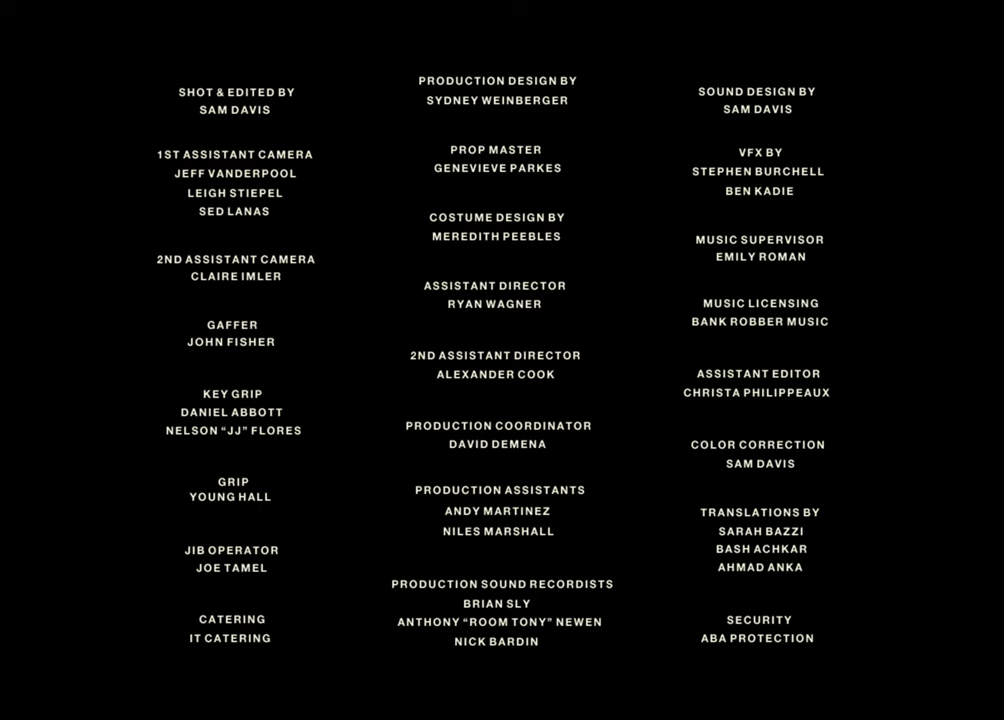 SHOT & EDITED BY
SAM DAVIS
1ST ASSISTANT CAMERA
JEFF VANDERPOOL
LEIGH STIEPEL
SED LANAS
2ND ASSISTANT CAMERA
CLAIRE IMLER
GAFFER
JOHN FISHER
KEY GRIP
DANIEL ABBOTT
NELSON “JJ” FLORES
GRIP
YOUNG HALL
JIB OPERATOR
JOE TAMEL
CATERING
IT CATERING
PRODUCTION DESIGN BY
SYDNEY WEINBERGER
PROP MASTER
GENEVIEVE PARKES
COSTUME DESIGN BY
MEREDITH PEEBLES
ASSISTANT DIRECTOR
RYAN WAGNER
2ND ASSISTANT DIRECTOR
ALEXANDER COOK
PRODUCTION COORDINATOR
DAVID DEMENA
PRODUCTION ASSISTANTS
ANDY MARTINEZ
NILES MARSHALL
PRODUCTION SOUND RECORDISTS
BRIAN SLY
ANTHONY “ROOM TONY” NEWEN
NICK BARDIN
SOUND DESIGN BY
SAM DAVIS
VFX BY
STEPHEN BURCHELL
BEN KADIE
MUSIC SUPERVISOR
EMILY ROMAN
MUSIC LICENSING
BANK ROBBER MUSIC
ASSISTANT EDITOR
CHRISTA PHILIPPEAUX
COLOR CORRECTION
SAM DAVIS
TRANSLATIONS BY
SARAH BAZZI
BASH ACHKAR
AHMAD ANKA
SECURITY
ABA PROTECTION